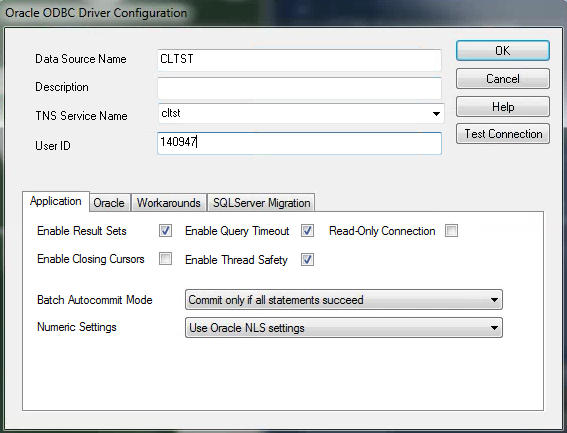 Oracle ODBC Driver Configuration
Data Source Name CLTST OK
Description Cancel
TNS Service Name cltst Help
User ID 140947 Test Connection
Application Oracle Workarounds SQLServer Migration
Enable Result Sets Enable Query Timeout Read-Only Connection
Enable Closing Cursors Enable Thread Safety
Batch Autocommit Mode Commit only if all statements succeed
Numeric Settings Use Oracle NLS settings